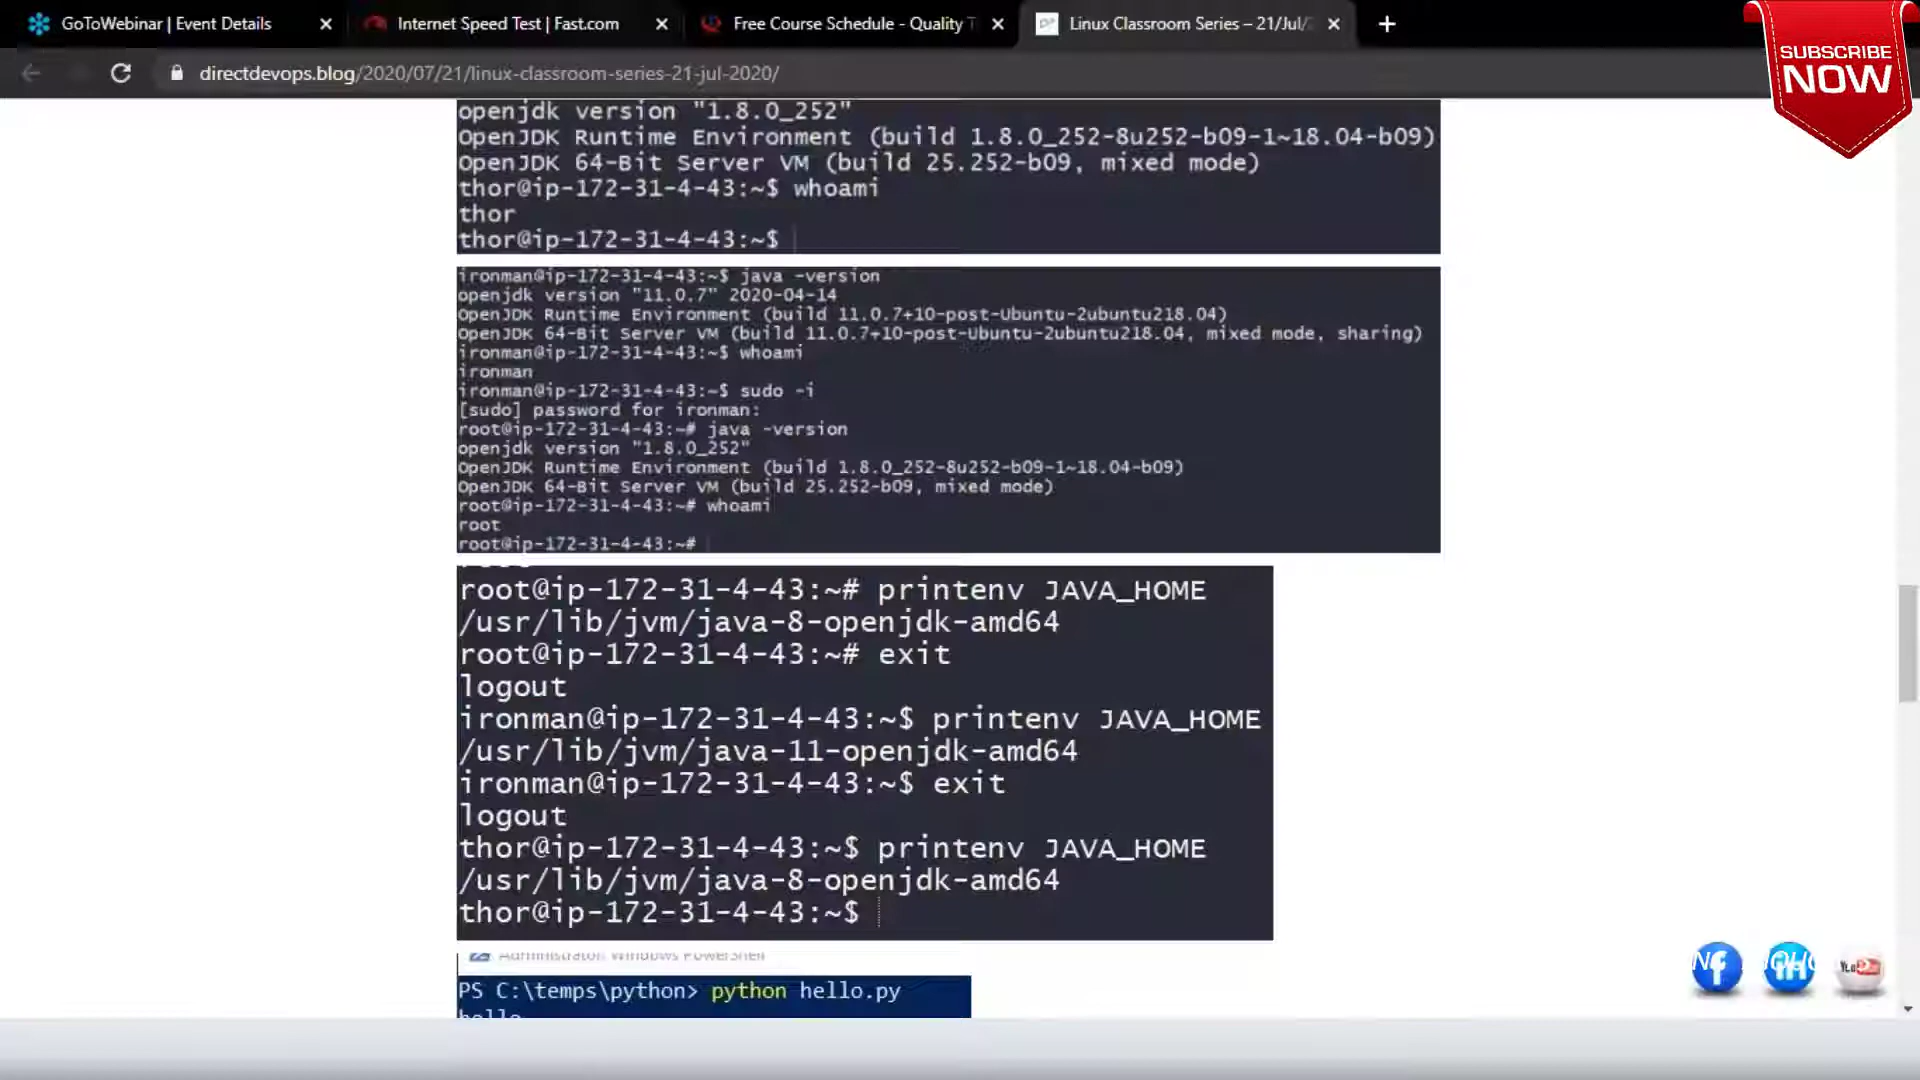 GoToWebinar | Event Details
Internet Speed Test | Fast.com
Free Course Schedule - Quality T
Linux Classroom Series – 21/Jul/
SUBSCRIBE
NOW
directdevops.blog/2020/07/21/linux-classroom-series-21-jul-2020/
openjdk version "1.8.0_252"
OpenJDK Runtime Environment (build 1.8.0_252-8u252-b09-1~18.04-b09)
OpenJDK 64-Bit Server VM (build 25.252-b09, mixed mode)
thor@ip-172-31-4-43:~$ whoami
thor
thor@ip-172-31-4-43:~$
ironman@ip-172-31-4-43:~$ java -version
openjdk version "11.0.7" 2020-04-14
OpenJDK Runtime Environment (build 11.0.7+10-post-Ubuntu-2ubuntu218.04)
OpenJDK 64-Bit Server VM (build 11.0.7+10-post-Ubuntu-2ubuntu218.04, mixed mode, sharing)
ironman@ip-172-31-4-43:~$ whoami
ironman
ironman@ip-172-31-4-43:~$ sudo -i
[sudo] password for ironman:
root@ip-172-31-4-43:~# java -version
openjdk version "1.8.0_252"
OpenJDK Runtime Environment (build 1.8.0_252-8u252-b09-1~18.04-b09)
OpenJDK 64-Bit Server VM (build 25.252-b09, mixed mode)
root@ip-172-31-4-43:~# whoami
root
root@ip-172-31-4-43:~#
root@ip-172-31-4-43:~# printenv JAVA_HOME
/usr/lib/jvm/java-8-openjdk-amd64
root@ip-172-31-4-43:~# exit
logout
ironman@ip-172-31-4-43:~$ printenv JAVA_HOME
/usr/lib/jvm/java-11-openjdk-amd64
ironman@ip-172-31-4-43:~$ exit
logout
thor@ip-172-31-4-43:~$ printenv JAVA_HOME
/usr/lib/jvm/java-8-openjdk-amd64
thor@ip-172-31-4-43:~$
Administrator: Windows PowerShell
PS C:\temps\python> python hello.py
hello